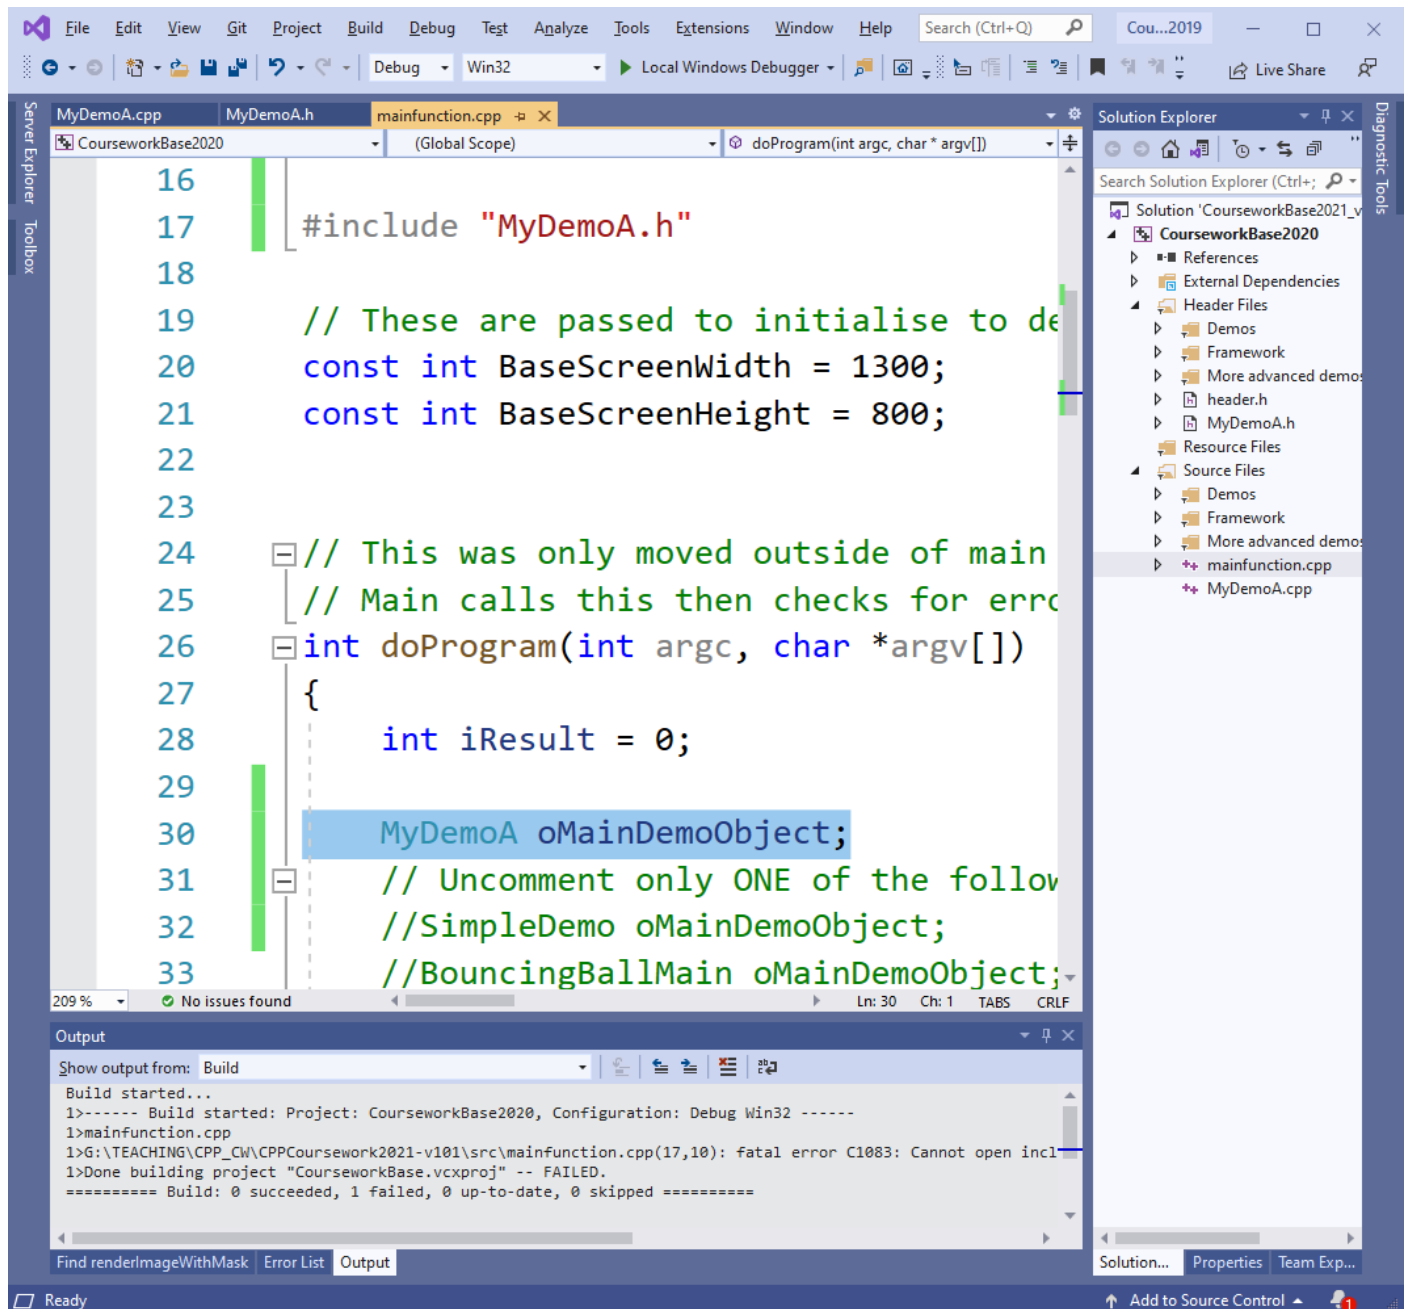 File Edit View Git Project Build Debug Test Analyze Tools Extensions Window Help Search (Ctrl+Q) Cou...2019
Debug Win32 Local Windows Debugger Live Share
Server Explorer
Toolbox
MyDemoA.cpp MyDemoA.h mainfunction.cpp
CourseworkBase2020 (Global Scope) doProgram(int argc, char * argv[])
16
17 #include "MyDemoA.h"
18
19 // These are passed to initialise to de
20 const int BaseScreenWidth = 1300;
21 const int BaseScreenHeight = 800;
22
23
24 // This was only moved outside of main
25 // Main calls this then checks for erro
26 int doProgram(int argc, char *argv[])
27 {
28 int iResult = 0;
29
30 MyDemoA oMainDemoObject;
31 // Uncomment only ONE of the follow
32 //SimpleDemo oMainDemoObject;
33 //BouncingBallMain oMainDemoObject;
209 % No issues found Ln: 30 Ch: 1 TABS CRLF
Output
Show output from: Build
Build started...
1>------ Build started: Project: CourseworkBase2020, Configuration: Debug Win32 ------
1>mainfunction.cpp
1>G:\TEACHING\CPP_CW\CPPCoursework2021-v101\src\mainfunction.cpp(17,10): fatal error C1083: Cannot open incl
1>Done building project "CourseworkBase.vcxproj" -- FAILED.
========== Build: 0 succeeded, 1 failed, 0 up-to-date, 0 skipped ==========
Find renderImageWithMask Error List Output
Solution Explorer
Search Solution Explorer (Ctrl+;
Solution 'CourseworkBase2021_v
CourseworkBase2020
References
External Dependencies
Header Files
Demos
Framework
More advanced demos
header.h
MyDemoA.h
Resource Files
Source Files
Demos
Framework
More advanced demos
mainfunction.cpp
MyDemoA.cpp
Solution... Properties Team Exp...
Diagnostic Tools
Ready Add to Source Control 1